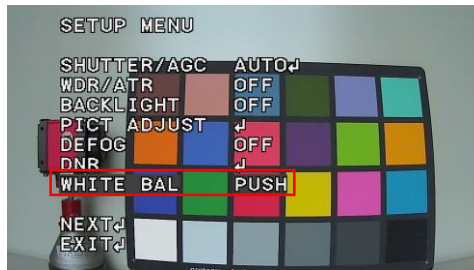 SETUP MENU
SHUTTER/AGC AUTO↲
WDR/ATR OFF
BACKLIGHT OFF
PICT ADJUST ↲
DEFOG OFF
DNR ↲
WHITE BAL PUSH
NEXT↲
EXIT↲